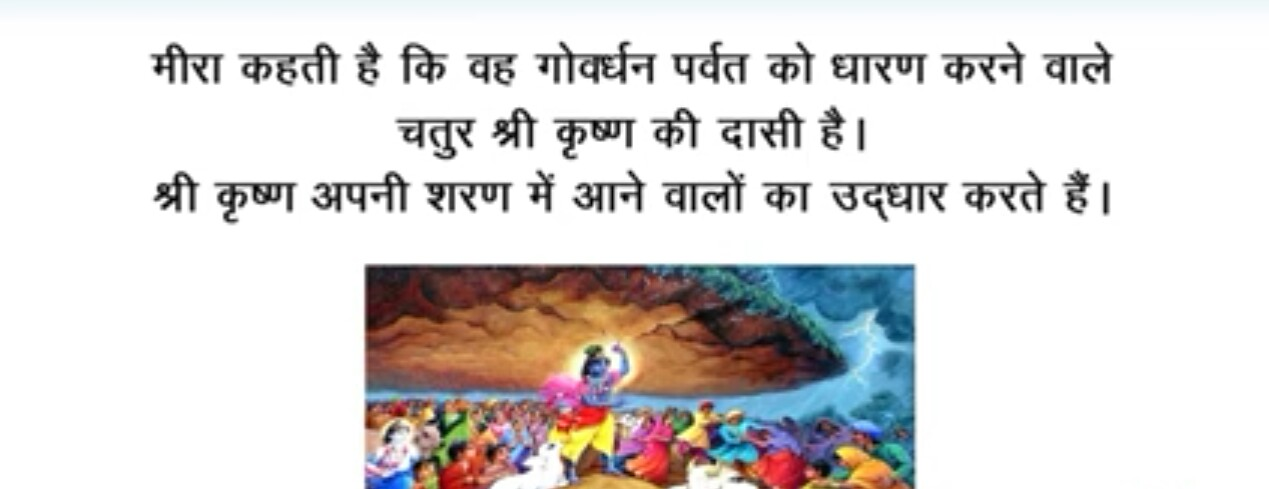 मीरा कहती है कि वह गोवर्धन पर्वत को धारण करने वाले
चतुर श्री कृष्ण की दासी है।
श्री कृष्ण अपनी शरण में आने वालों का उद्धार करते हैं।